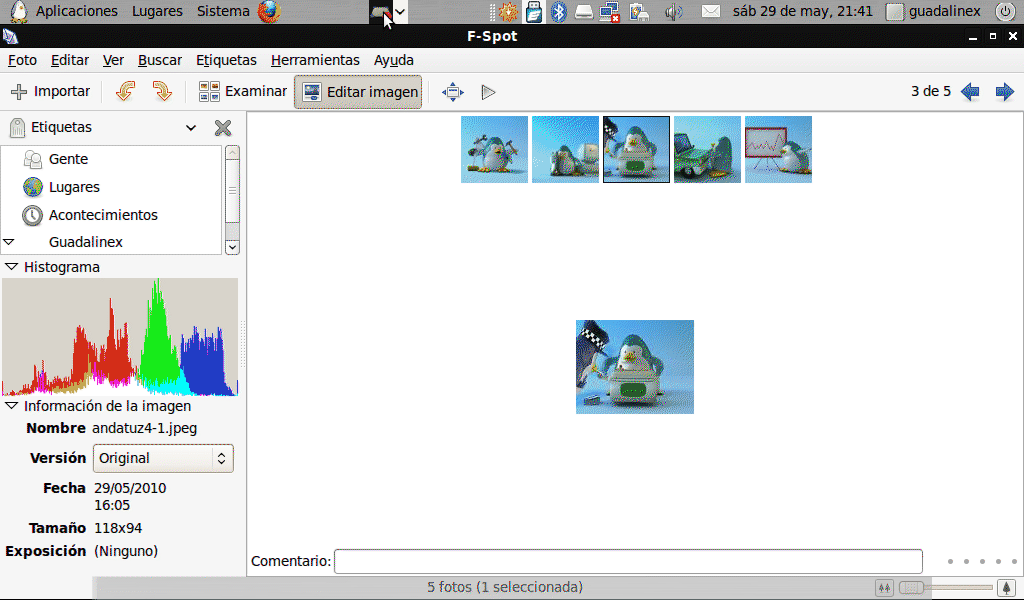 Aplicaciones Lugares Sistema sáb 29 de may, 21:41 guadalinex
F-Spot
Foto Editar Ver Buscar Etiquetas Herramientas Ayuda
Importar Examinar Editar imagen 3 de 5
Etiquetas
Gente
Lugares
Acontecimientos
Guadalinex
Histograma
Información de la imagen
Nombre andatuz4-1.jpeg
Versión Original
Fecha 29/05/2010
16:05
Tamaño 118x94
Exposición (Ninguno)
Comentario:
5 fotos (1 seleccionada)